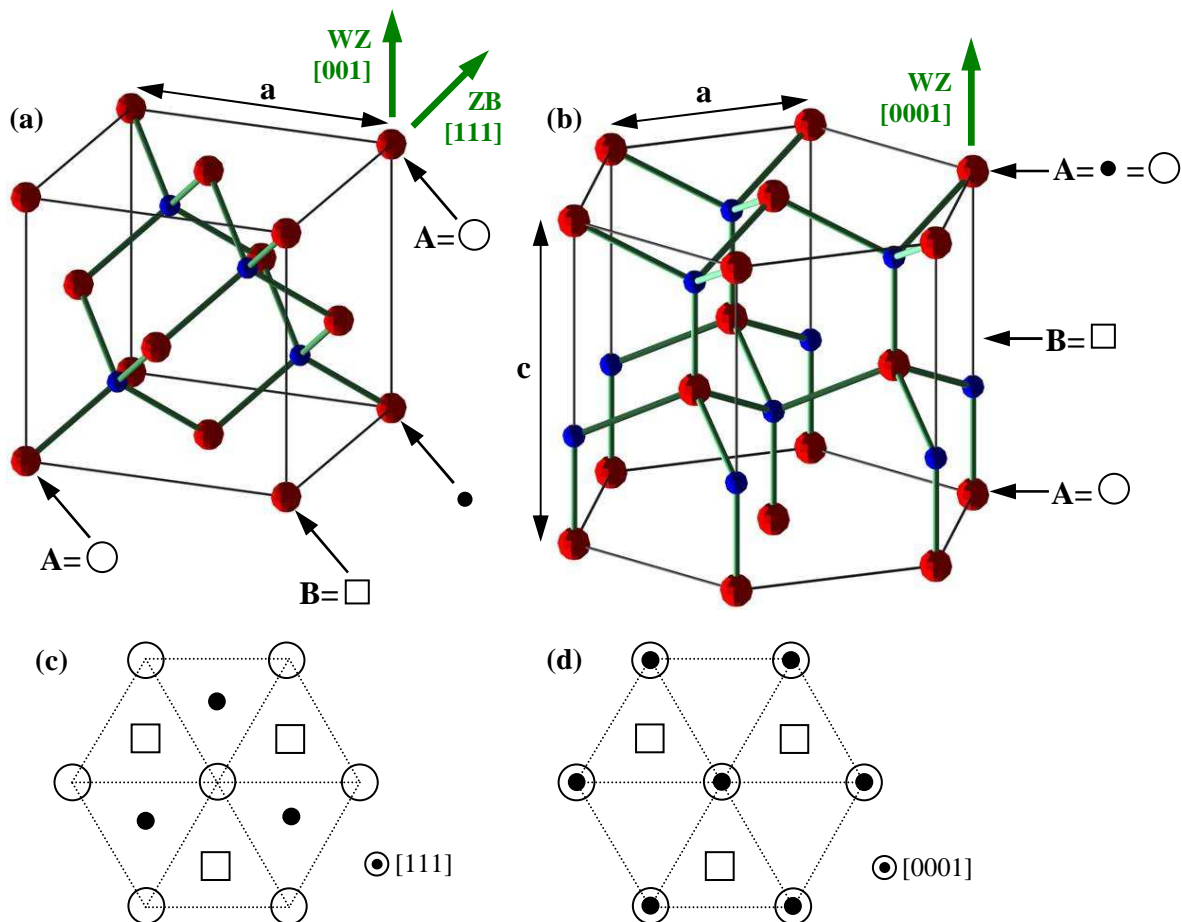 (a)
WZ
[001]
a
ZB
[111]
A=
A=
B=
(b)
WZ
[0001]
a
c
A= =
B=
A=
(c)
[111]
(d)
[0001]